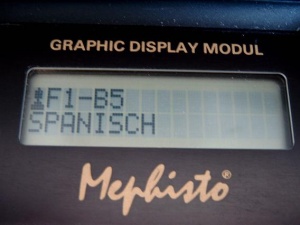 GRAPHIC DISPLAY MODUL
F1-B5
SPANISCH
Mephisto®